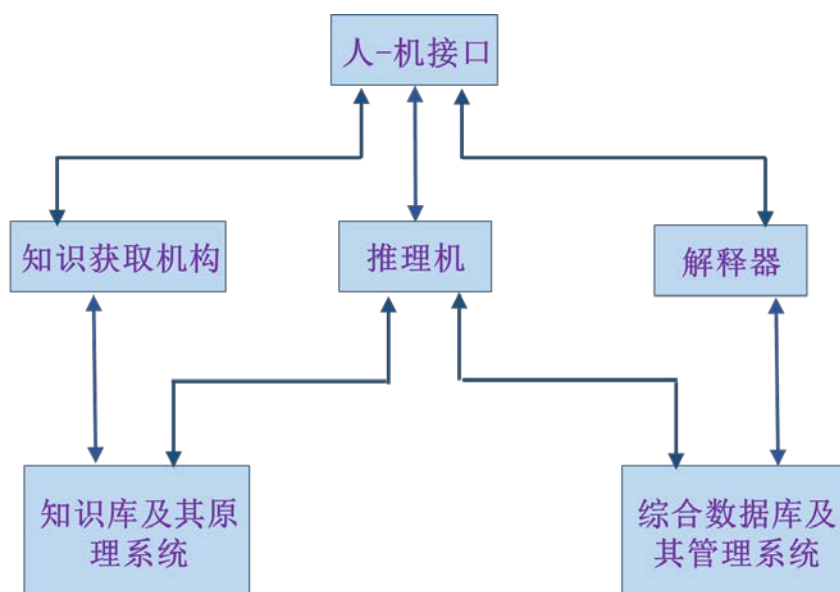 人-机接口
知识获取机构
推理机
解释器
知识库及其原
理系统
综合数据库及
其管理系统